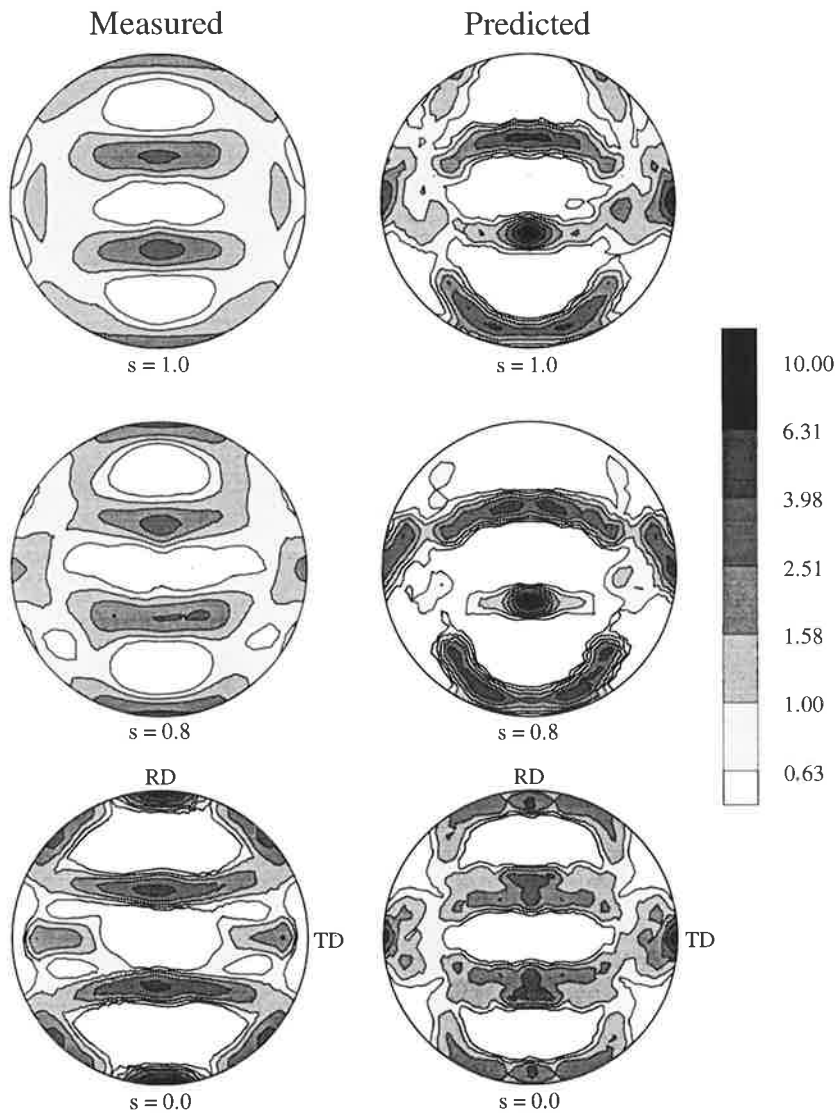 Measured
Predicted
s = 1.0
s = 1.0
10.00
6.31
3.98
2.51
1.58
1.00
0.63
s = 0.8
s = 0.8
RD
RD
TD
TD
s = 0.0
s = 0.0